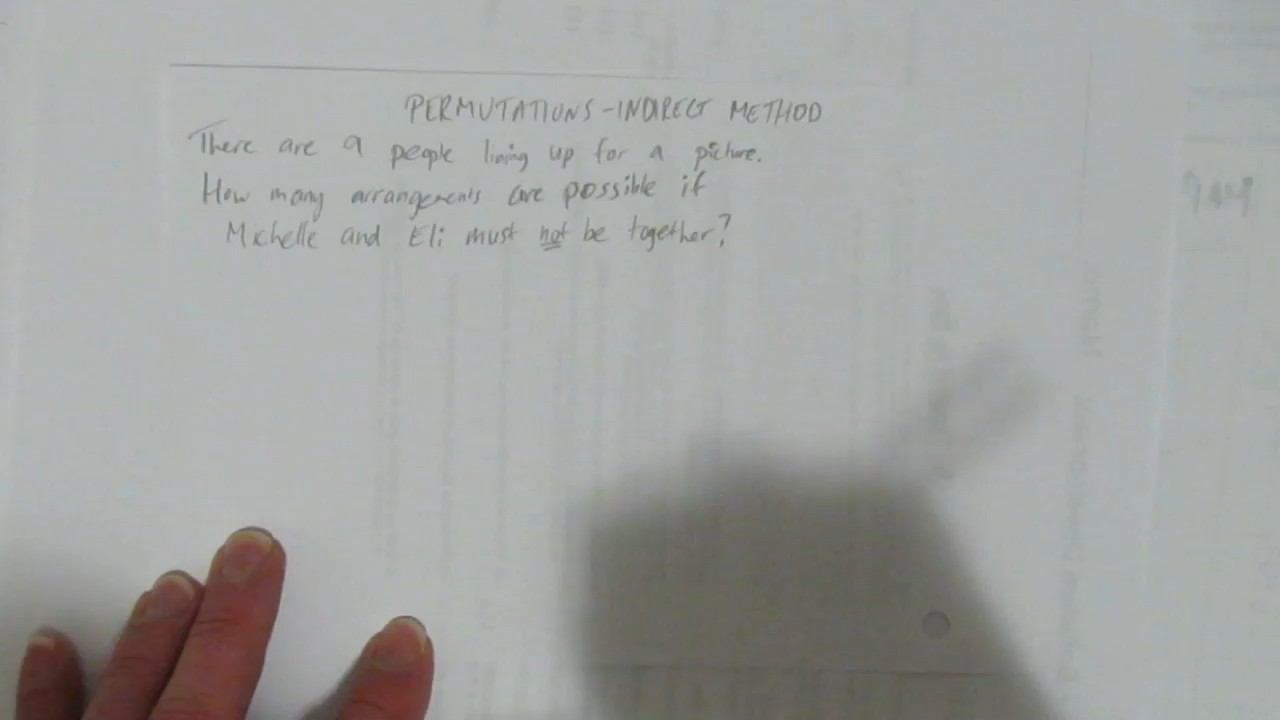 PERMUTATIONS - INDIRECT METHOD
There are 9 people lining up for a picture.
How many arrangements are possible if
Michelle and Eli must not be together?